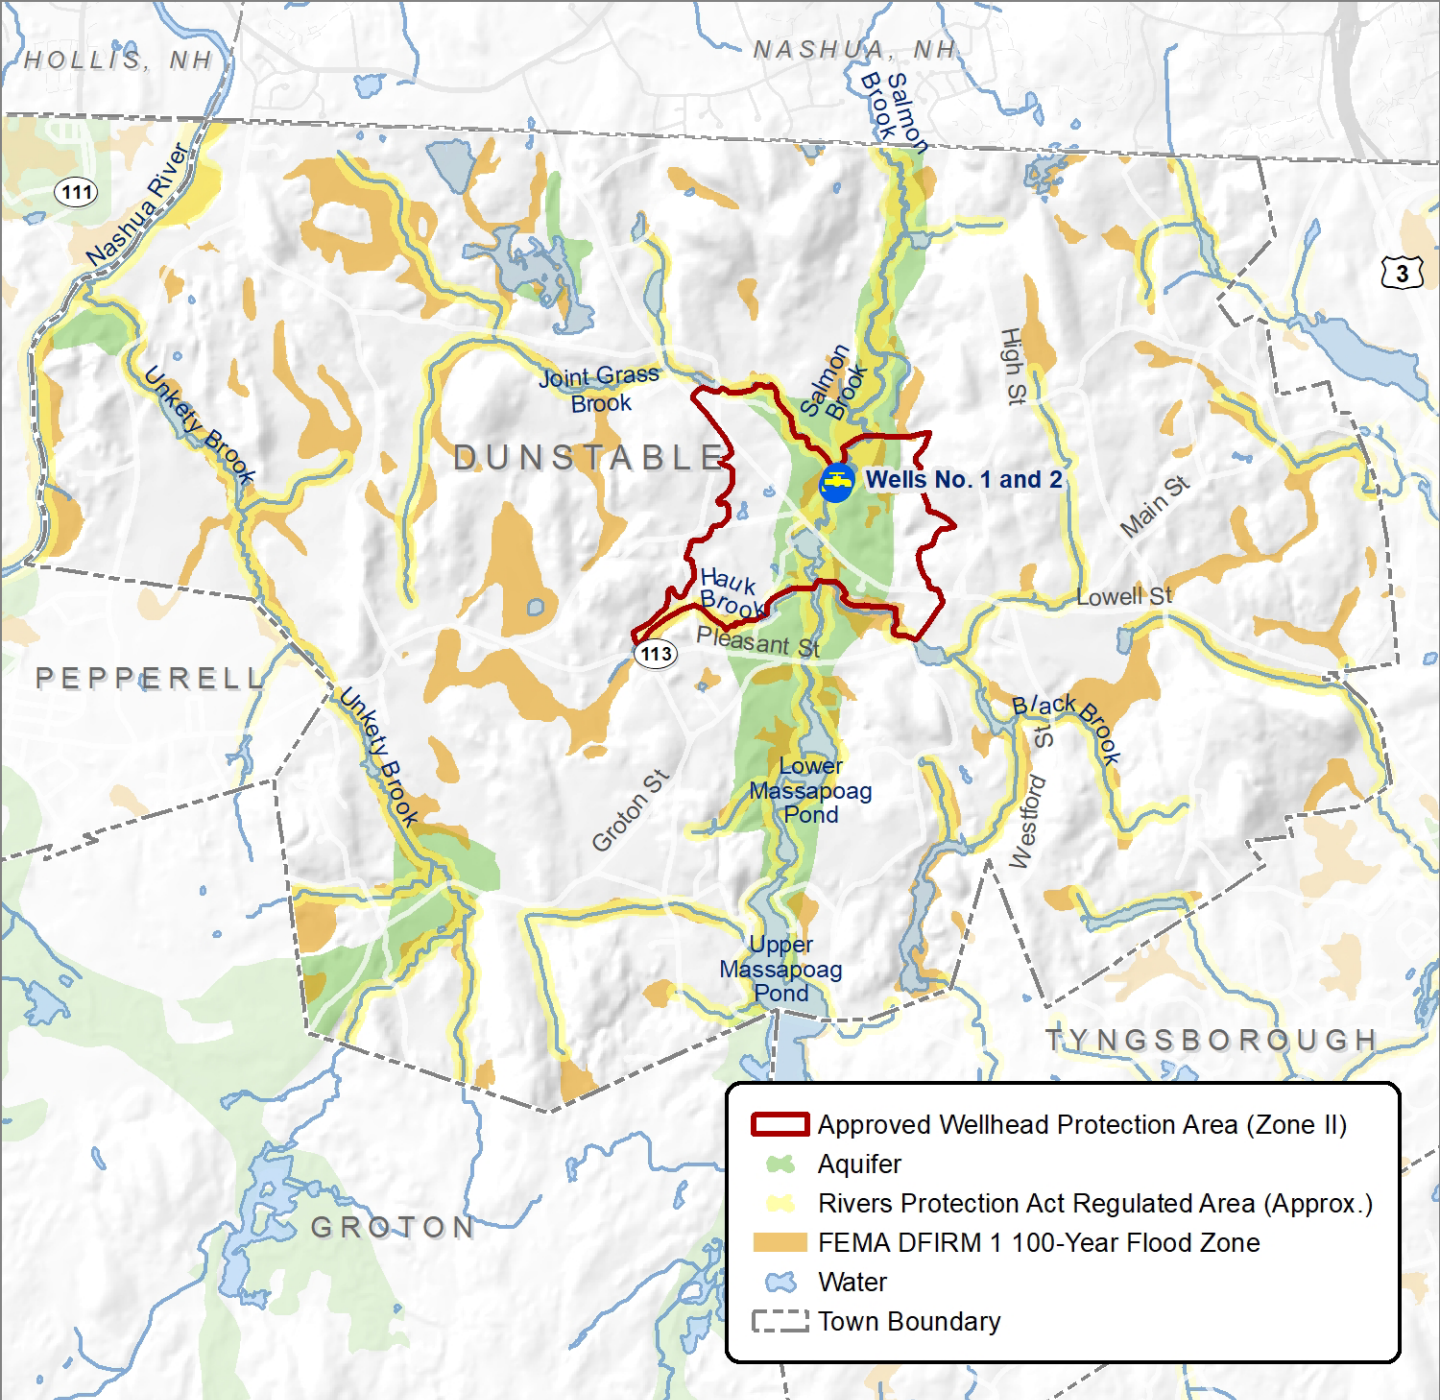 HOLLIS, NH
NASHUA, NH
Salmon
Brook
111
Nashua River
3
High St
Unkety Brook
Joint Grass
Brook
Salmon
Brook
DUNSTABLE
Wells No. 1 and 2
Main St
Hauk
Brook
Lowell St
Pleasant St
113
PEPPERELL
Unkety Brook
Black Brook
Westford St
Groton St
Lower
Massapoag
Pond
Upper
Massapoag
Pond
TYNGSBOROUGH
GROTON
Approved Wellhead Protection Area (Zone II)
Aquifer
Rivers Protection Act Regulated Area (Approx.)
FEMA DFIRM 1 100-Year Flood Zone
Water
Town Boundary